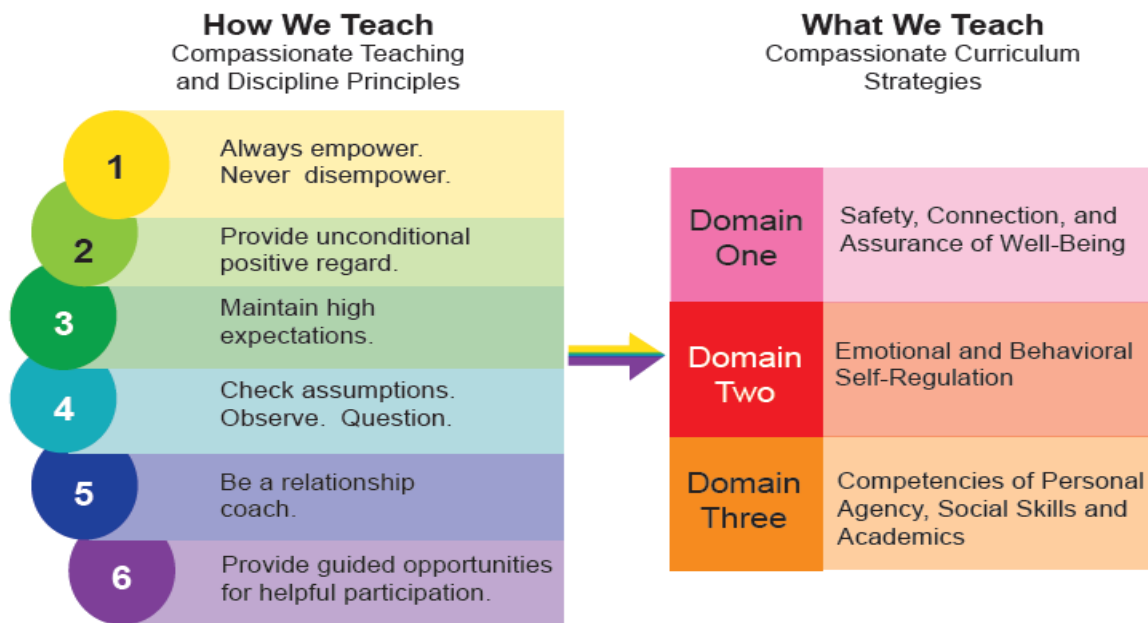 How We Teach
Compassionate Teaching
and Discipline Principles
1
Always empower.
Never  disempower.
2
Provide unconditional
positive regard.
3
Maintain high
expectations.
4
Check assumptions.
Observe.  Question.
5
Be a relationship
coach.
6
Provide guided opportunities
for helpful participation.
What We Teach
Compassionate Curriculum
Strategies
Domain
One
Safety, Connection, and
Assurance of Well-Being
Domain
Two
Emotional and Behavioral
Self-Regulation
Domain
Three
Competencies of Personal
Agency, Social Skills and
Academics